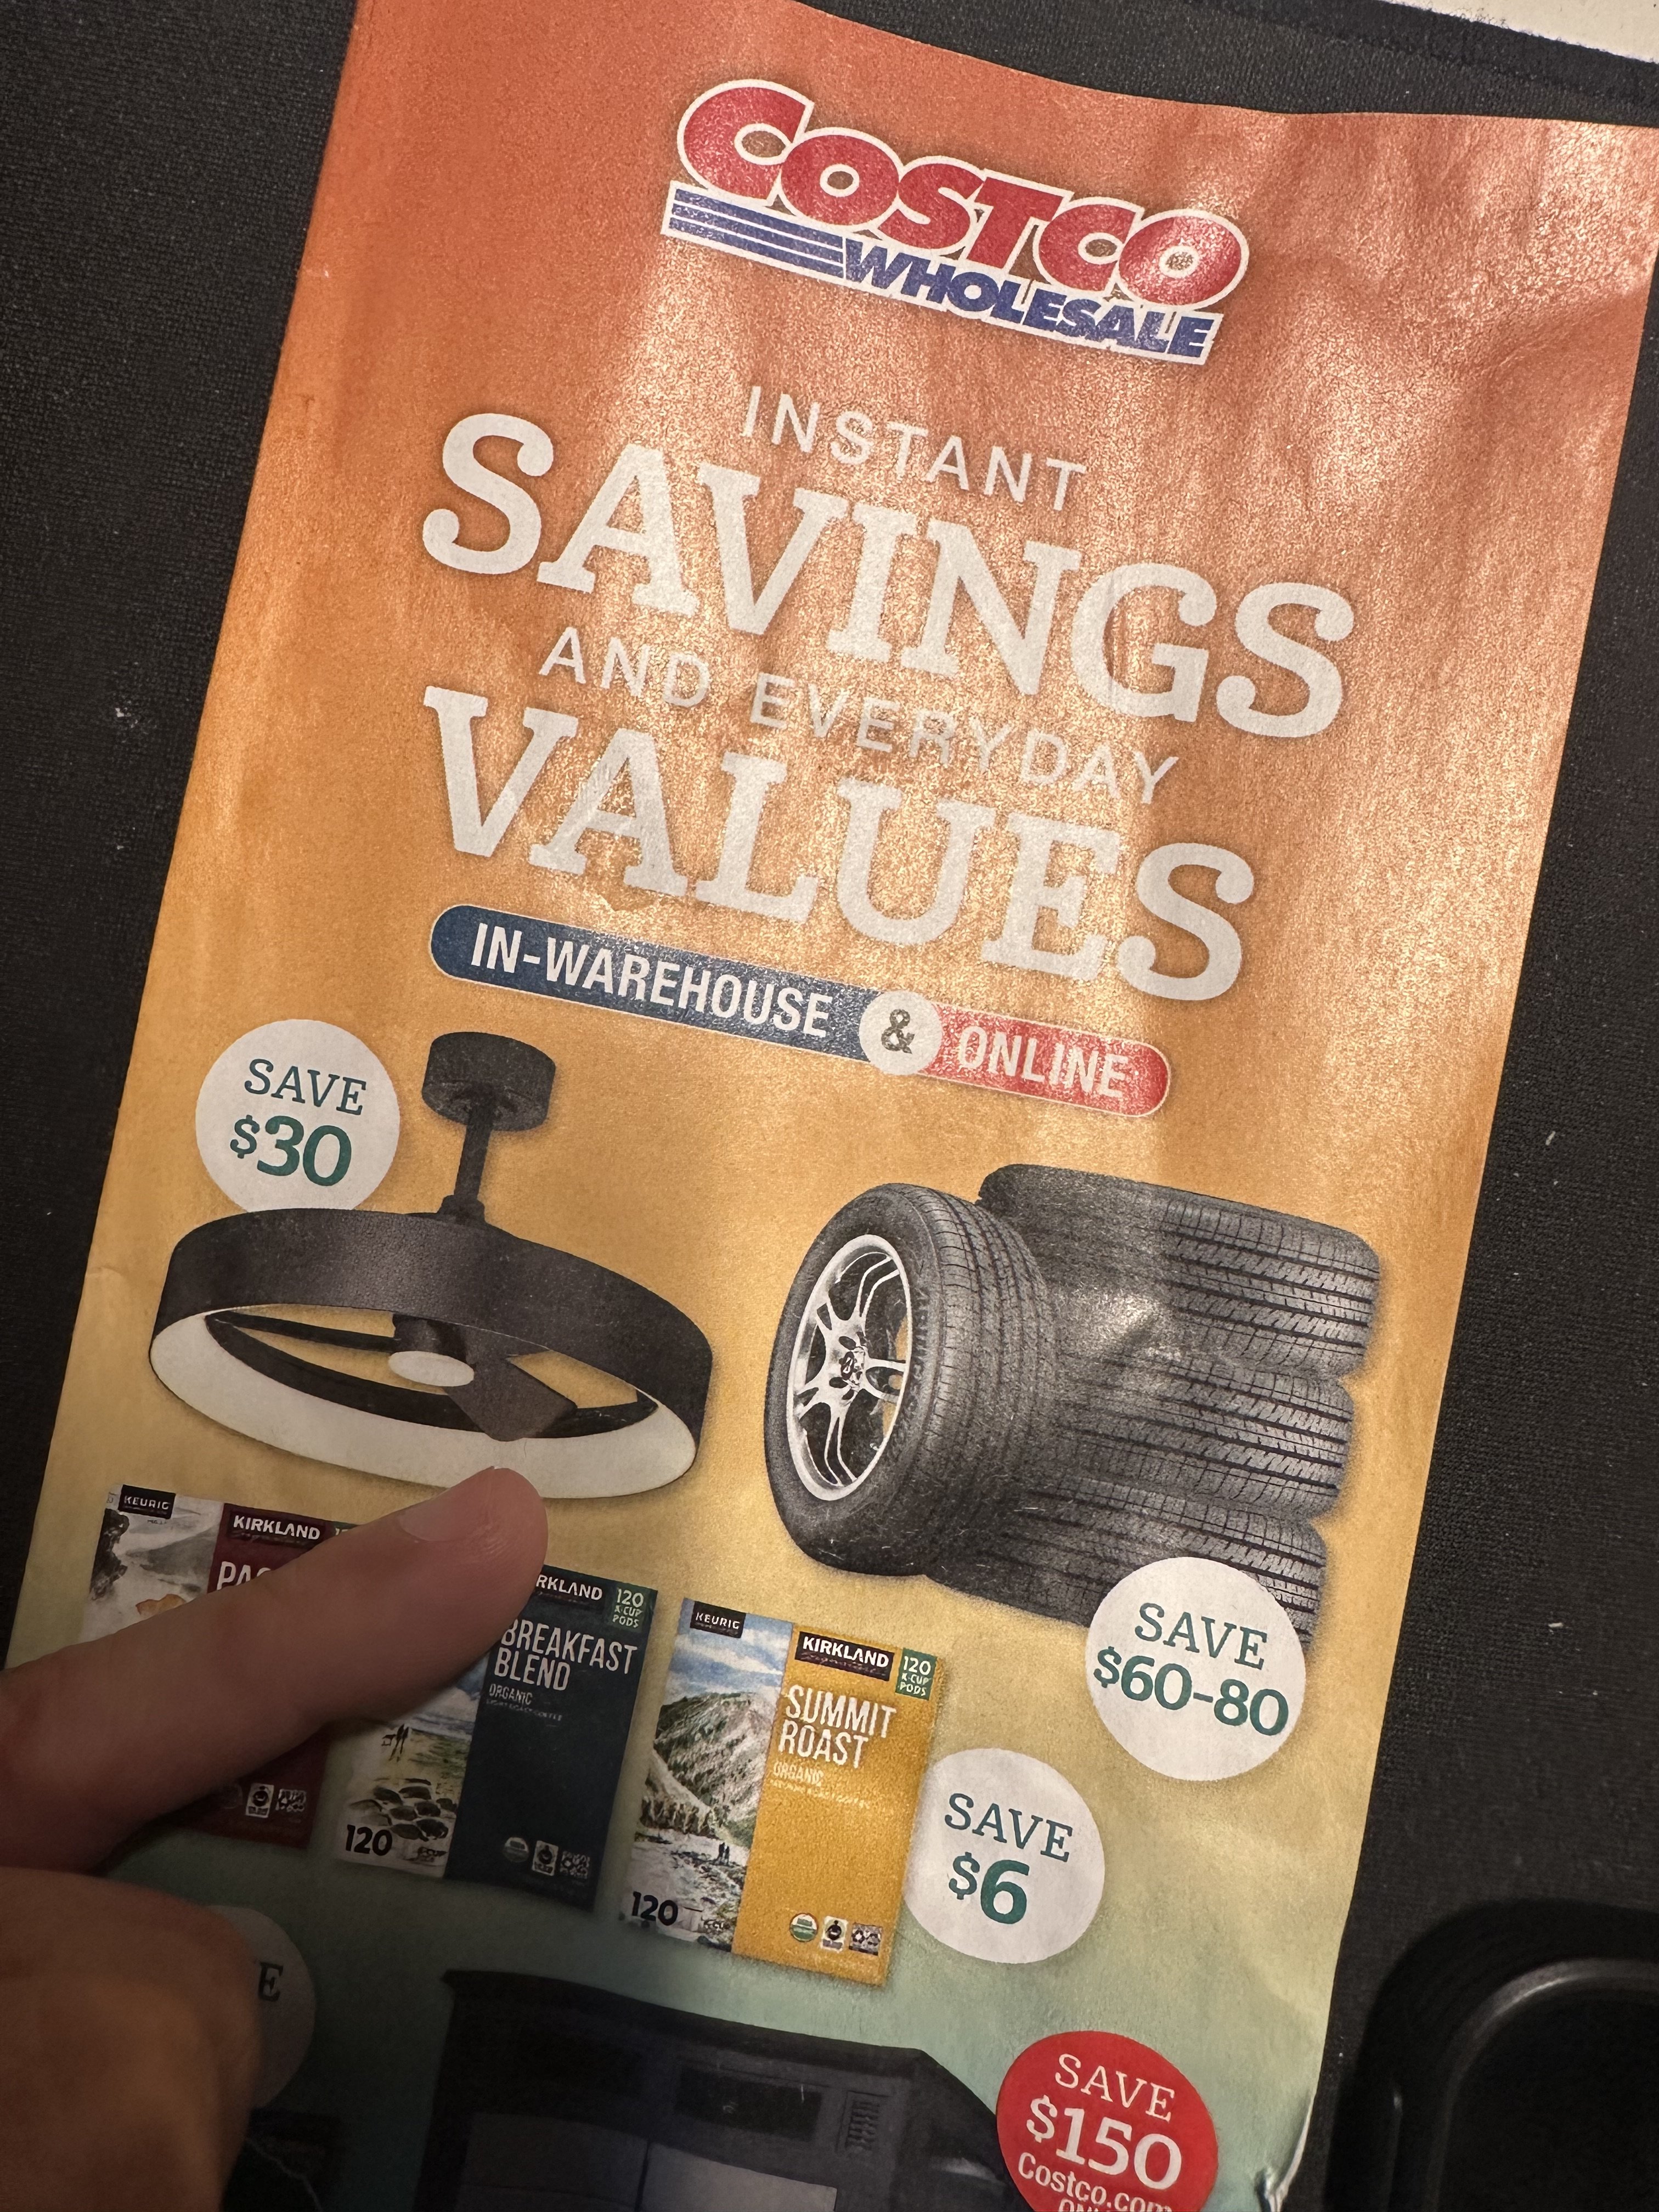 COSTCO
WHOLESALE
INSTANT
SAVINGS
AND EVERYDAY
VALUES
IN-WAREHOUSE & ONLINE
SAVE
$30
SAVE
$60-80
KEURIG
KIRKLAND
KIRKLAND
120
K-CUP
PODS
BREAKFAST
BLEND
ORGANIC
120
KEURIG
KIRKLAND
Signature
120
K-CUP
PODS
SUMMIT
ROAST
ORGANIC
120
SAVE
$6
SAVE
$150
Costco.com